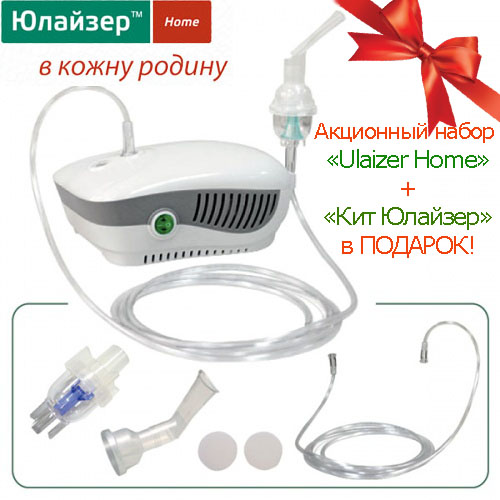 Юлайзер™ Home
в кожну родину
Акционный набор
«Ulaizer Home»
+
«Кит Юлайзер»
в ПОДАРОК!